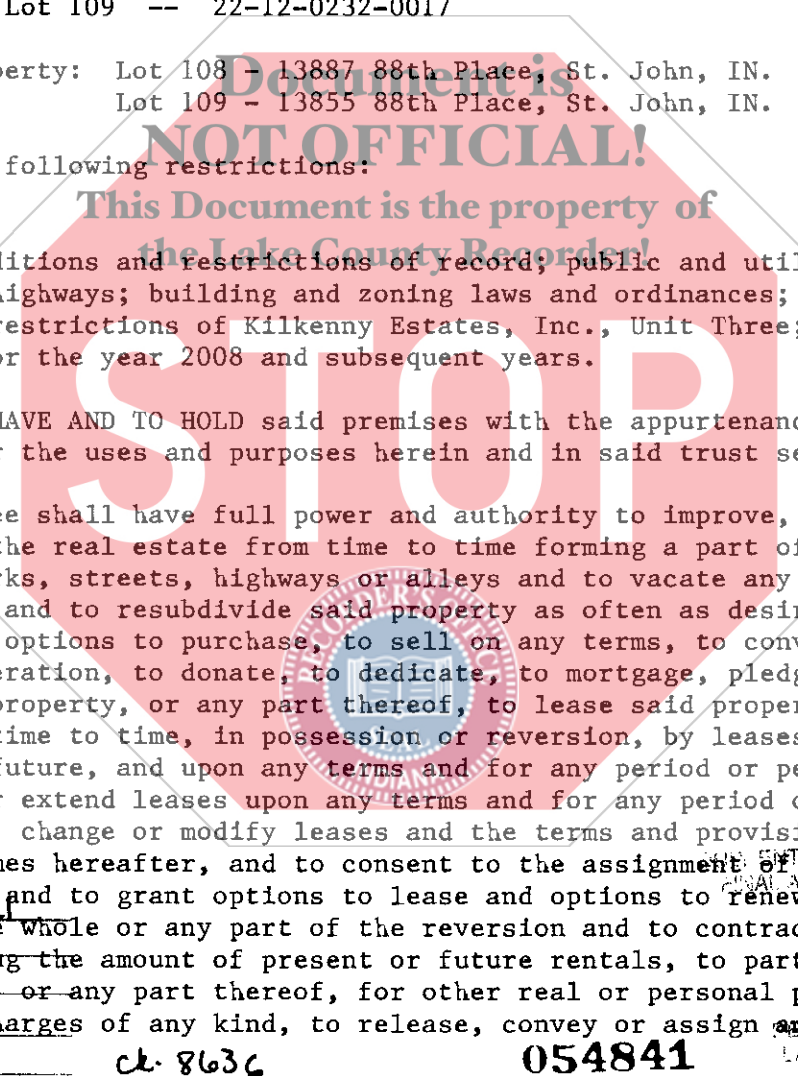 Lot 109 -- 22-12-0232-0017
perty: Lot 108 - 13887 88th Place, St. John, IN.
Lot 109 - 13855 88th Place, St. John, IN.
Document is
NOT OFFICIAL!
This Document is the property of
the Lake County Recorder!
STOP
following restrictions:
ditions and restrictions of record; public and util
highways; building and zoning laws and ordinances;
restrictions of Kilkenny Estates, Inc., Unit Three;
or the year 2008 and subsequent years.
HAVE AND TO HOLD said premises with the appurtenanc
r the uses and purposes herein and in said trust se
ee shall have full power and authority to improve,
the real estate from time to time forming a part of
rks, streets, highways or alleys and to vacate any
and to resubdivide said property as often as desir
options to purchase, to sell on any terms, to conv
eration, to donate, to dedicate, to mortgage, pledg
property, or any part thereof, to lease said proper
time to time, in possession or reversion, by leases
future, and upon any terms and for any period or pe
r extend leases upon any terms and for any period o
change or modify leases and the terms and provisi
mes hereafter, and to consent to the assignment of
and to grant options to lease and options to renew
e whole or any part of the reversion and to contrac
ng the amount of present or future rentals, to part
or any part thereof, for other real or personal p
harges of any kind, to release, convey or assign an
ck. 8636
054841